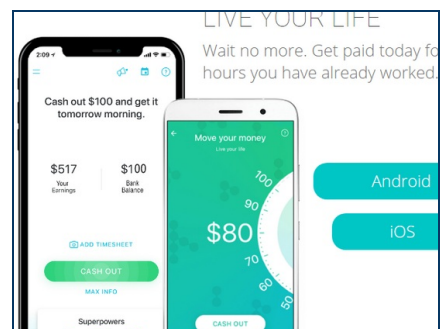 LIVE YOUR LIFE
Wait no more. Get paid today fo
hours you have already worked.
Android
iOS
2:09
Cash out $100 and get it
tomorrow morning.
$517
Your
Earnings
$100
Bank
Balance
ADD TIMESHEET
CASH OUT
MAX INFO
Superpowers
Move your money
Live your life
100
90
$80
70
60
50
CASH OUT